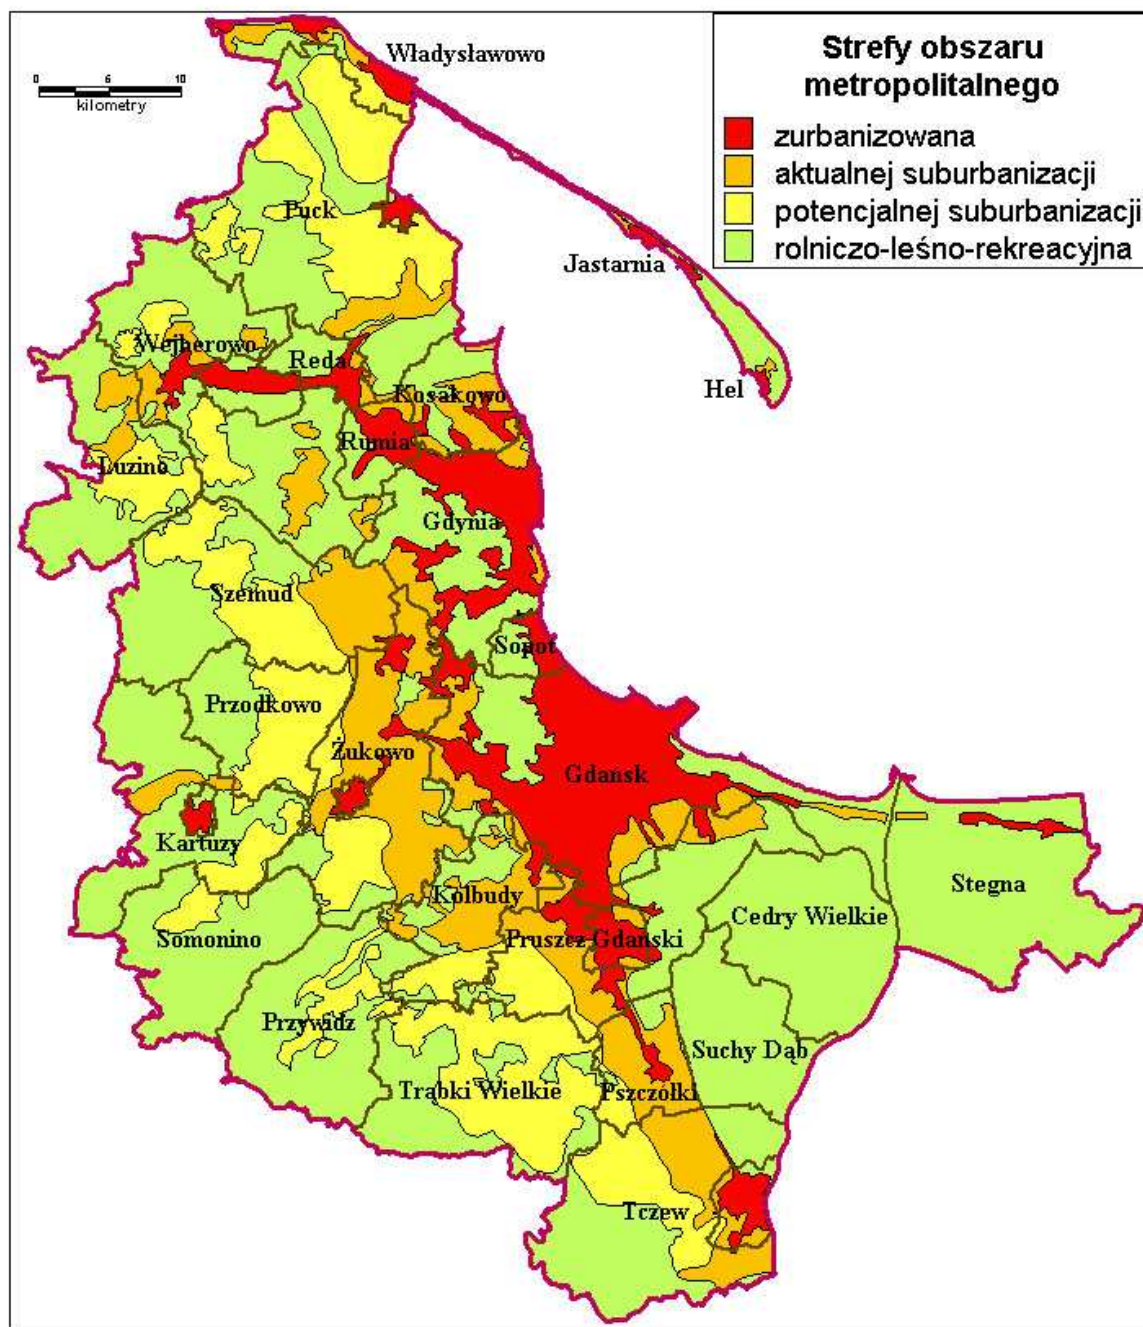 Władysławowo
Strefy obszaru
metropolitalnego
0 6 10
kilometry
zurbanizowana
aktualnej suburbanizacji
potencjalnej suburbanizacji
rolniczo-leśno-rekreacyjna
Puck
Jastarnia
Wejherowo
Reda
Hel
Kosakowo
Rumia
Luzino
Gdynia
Szemud
Sopot
Przodkowo
Żukowo
Gdańsk
Kartuzy
Kolbudy
Stegna
Cedry Wielkie
Somonino
Pruszcz Gdański
Przywidz
Suchy Dąb
Trąbki Wielkie
Pszczółki
Tczew